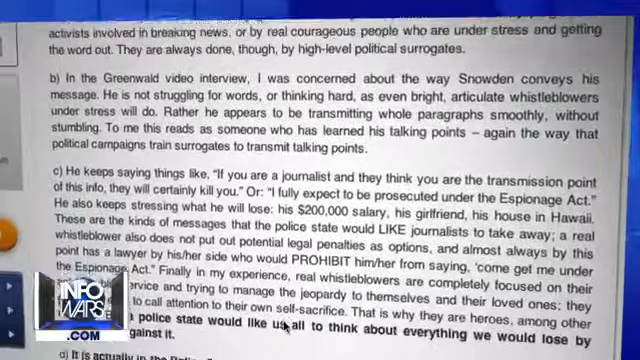 activists involved in breaking news, or by real courageous people who are under stress and getting
the word out. They are always done, though, by high-level political surrogates.
b) In the Greenwald video interview, I was concerned about the way Snowden conveys his
message. He is not struggling for words, or thinking hard, as even bright, articulate whistleblowers
under stress will do. Rather he appears to be transmitting whole paragraphs smoothly, without
stumbling. To me this reads as someone who has learned his talking points – again the way that
political campaigns train surrogates to transmit talking points.
c) He keeps saying things like, "If you are a journalist and they think you are the transmission point
of this info, they will certainly kill you." Or: "I fully expect to be prosecuted under the Espionage Act."
He also keeps stressing what he will lose: his $200,000 salary, his girlfriend, his house in Hawaii.
These are the kinds of messages that the police state would LIKE journalists to take away; a real
whistleblower also does not put out potential legal penalties as options, and almost always by this
point has a lawyer by his/her side who would PROHIBIT him/her from saying, 'come get me under
the Espionage Act." Finally in my experience, real whistleblowers are completely focused on their
rvice and trying to manage the jeopardy to themselves and their loved ones; they
to call attention to their own self-sacrifice. That is why they are heroes, among other
police state would like us all to think about everything we would lose by
gainst it.
d) It is actually in the
INFO
WARS
.COM